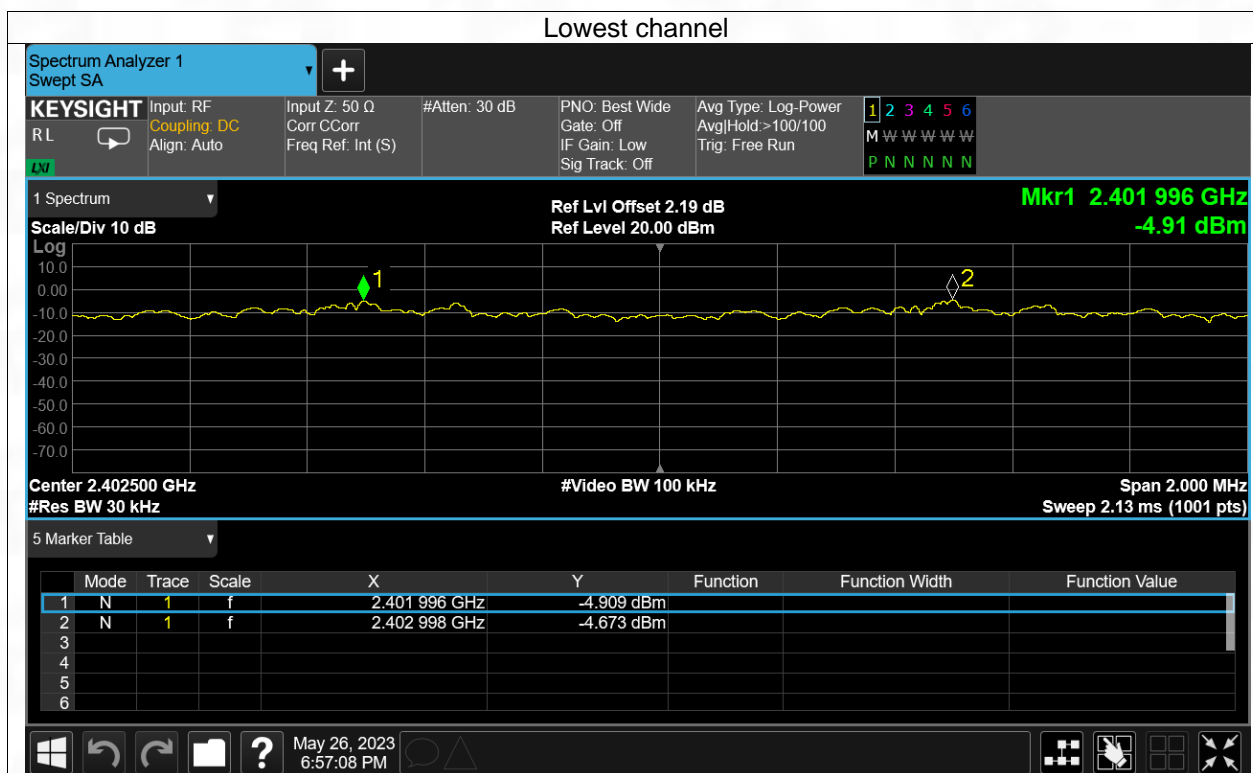 Lowest channel
Spectrum Analyzer 1
Swept SA
+
KEYSIGHT
R L
LXI
Input: RF
Coupling: DC
Align: Auto
Input Z: 50 Ω
Corr CCorr
Freq Ref: Int (S)
#Atten: 30 dB
PNO: Best Wide
Gate: Off
IF Gain: Low
Sig Track: Off
Avg Type: Log-Power
Avg|Hold:>100/100
Trig: Free Run
1 2 3 4 5 6
M W W W W W
P N N N N N
1 Spectrum
Scale/Div 10 dB
Ref Lvl Offset 2.19 dB
Ref Level 20.00 dBm
Mkr1 2.401 996 GHz
-4.91 dBm
Log
10.0
0.00
-10.0
-20.0
-30.0
-40.0
-50.0
-60.0
-70.0
1
2
Center 2.402500 GHz
#Res BW 30 kHz
#Video BW 100 kHz
Span 2.000 MHz
Sweep 2.13 ms (1001 pts)
5 Marker Table
Mode Trace Scale X Y Function Function Width Function Value
1 N 1 f 2.401 996 GHz -4.909 dBm
2 N 1 f 2.402 998 GHz -4.673 dBm
3
4
5
6
?
May 26, 2023
6:57:08 PM